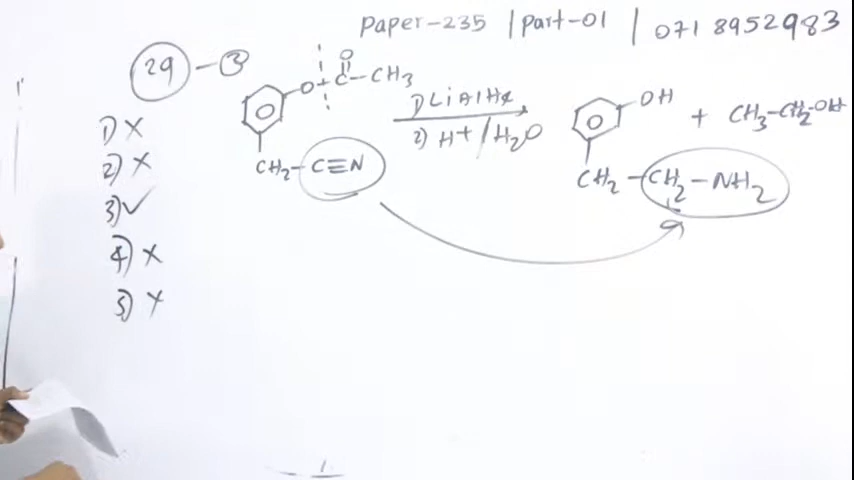 Paper-235 | Part-01 | 071 8952983
29 - 3
O
O C-CH3
1) LiAlH4
2) H+/H2O
OH
+ CH3-CH2-OH
CH2-C≡N
CH2-CH2-NH2
1) X
2) X
3) ✓
4) X
5) X